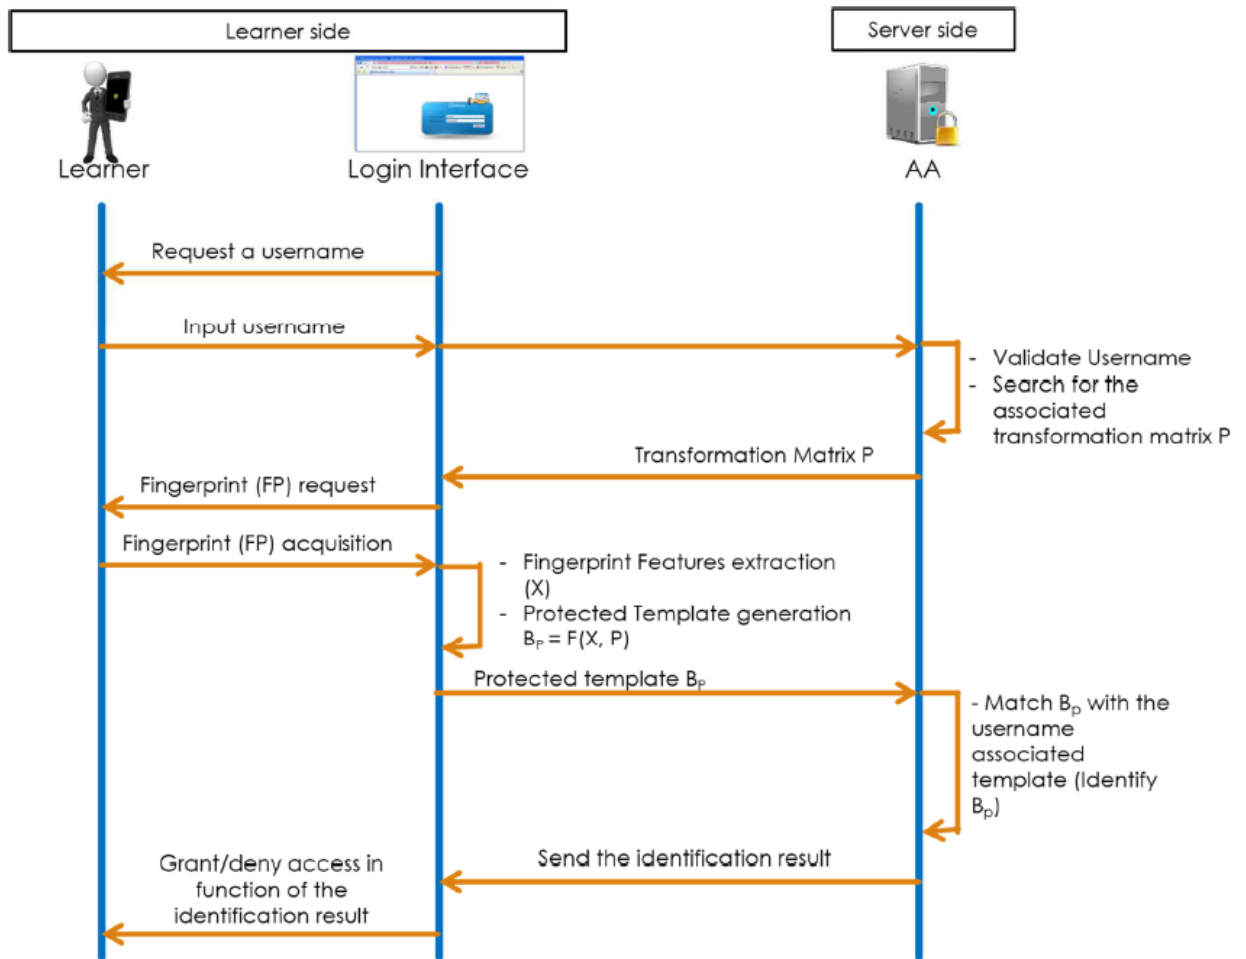 Learner side
Server side
Learner
Login Interface
AA
Request a username
Input username
- Validate Username
- Search for the
associated
transformation matrix P
Transformation Matrix P
Fingerprint (FP) request
Fingerprint (FP) acquisition
- Fingerprint Features extraction
(X)
- Protected Template generation
Bₚ = F(X, P)
Protected template Bₚ
- Match Bₚ with the
username
associated
template (Identify
Bₚ)
Send the identification result
Grant/deny access in
function of the
identification result